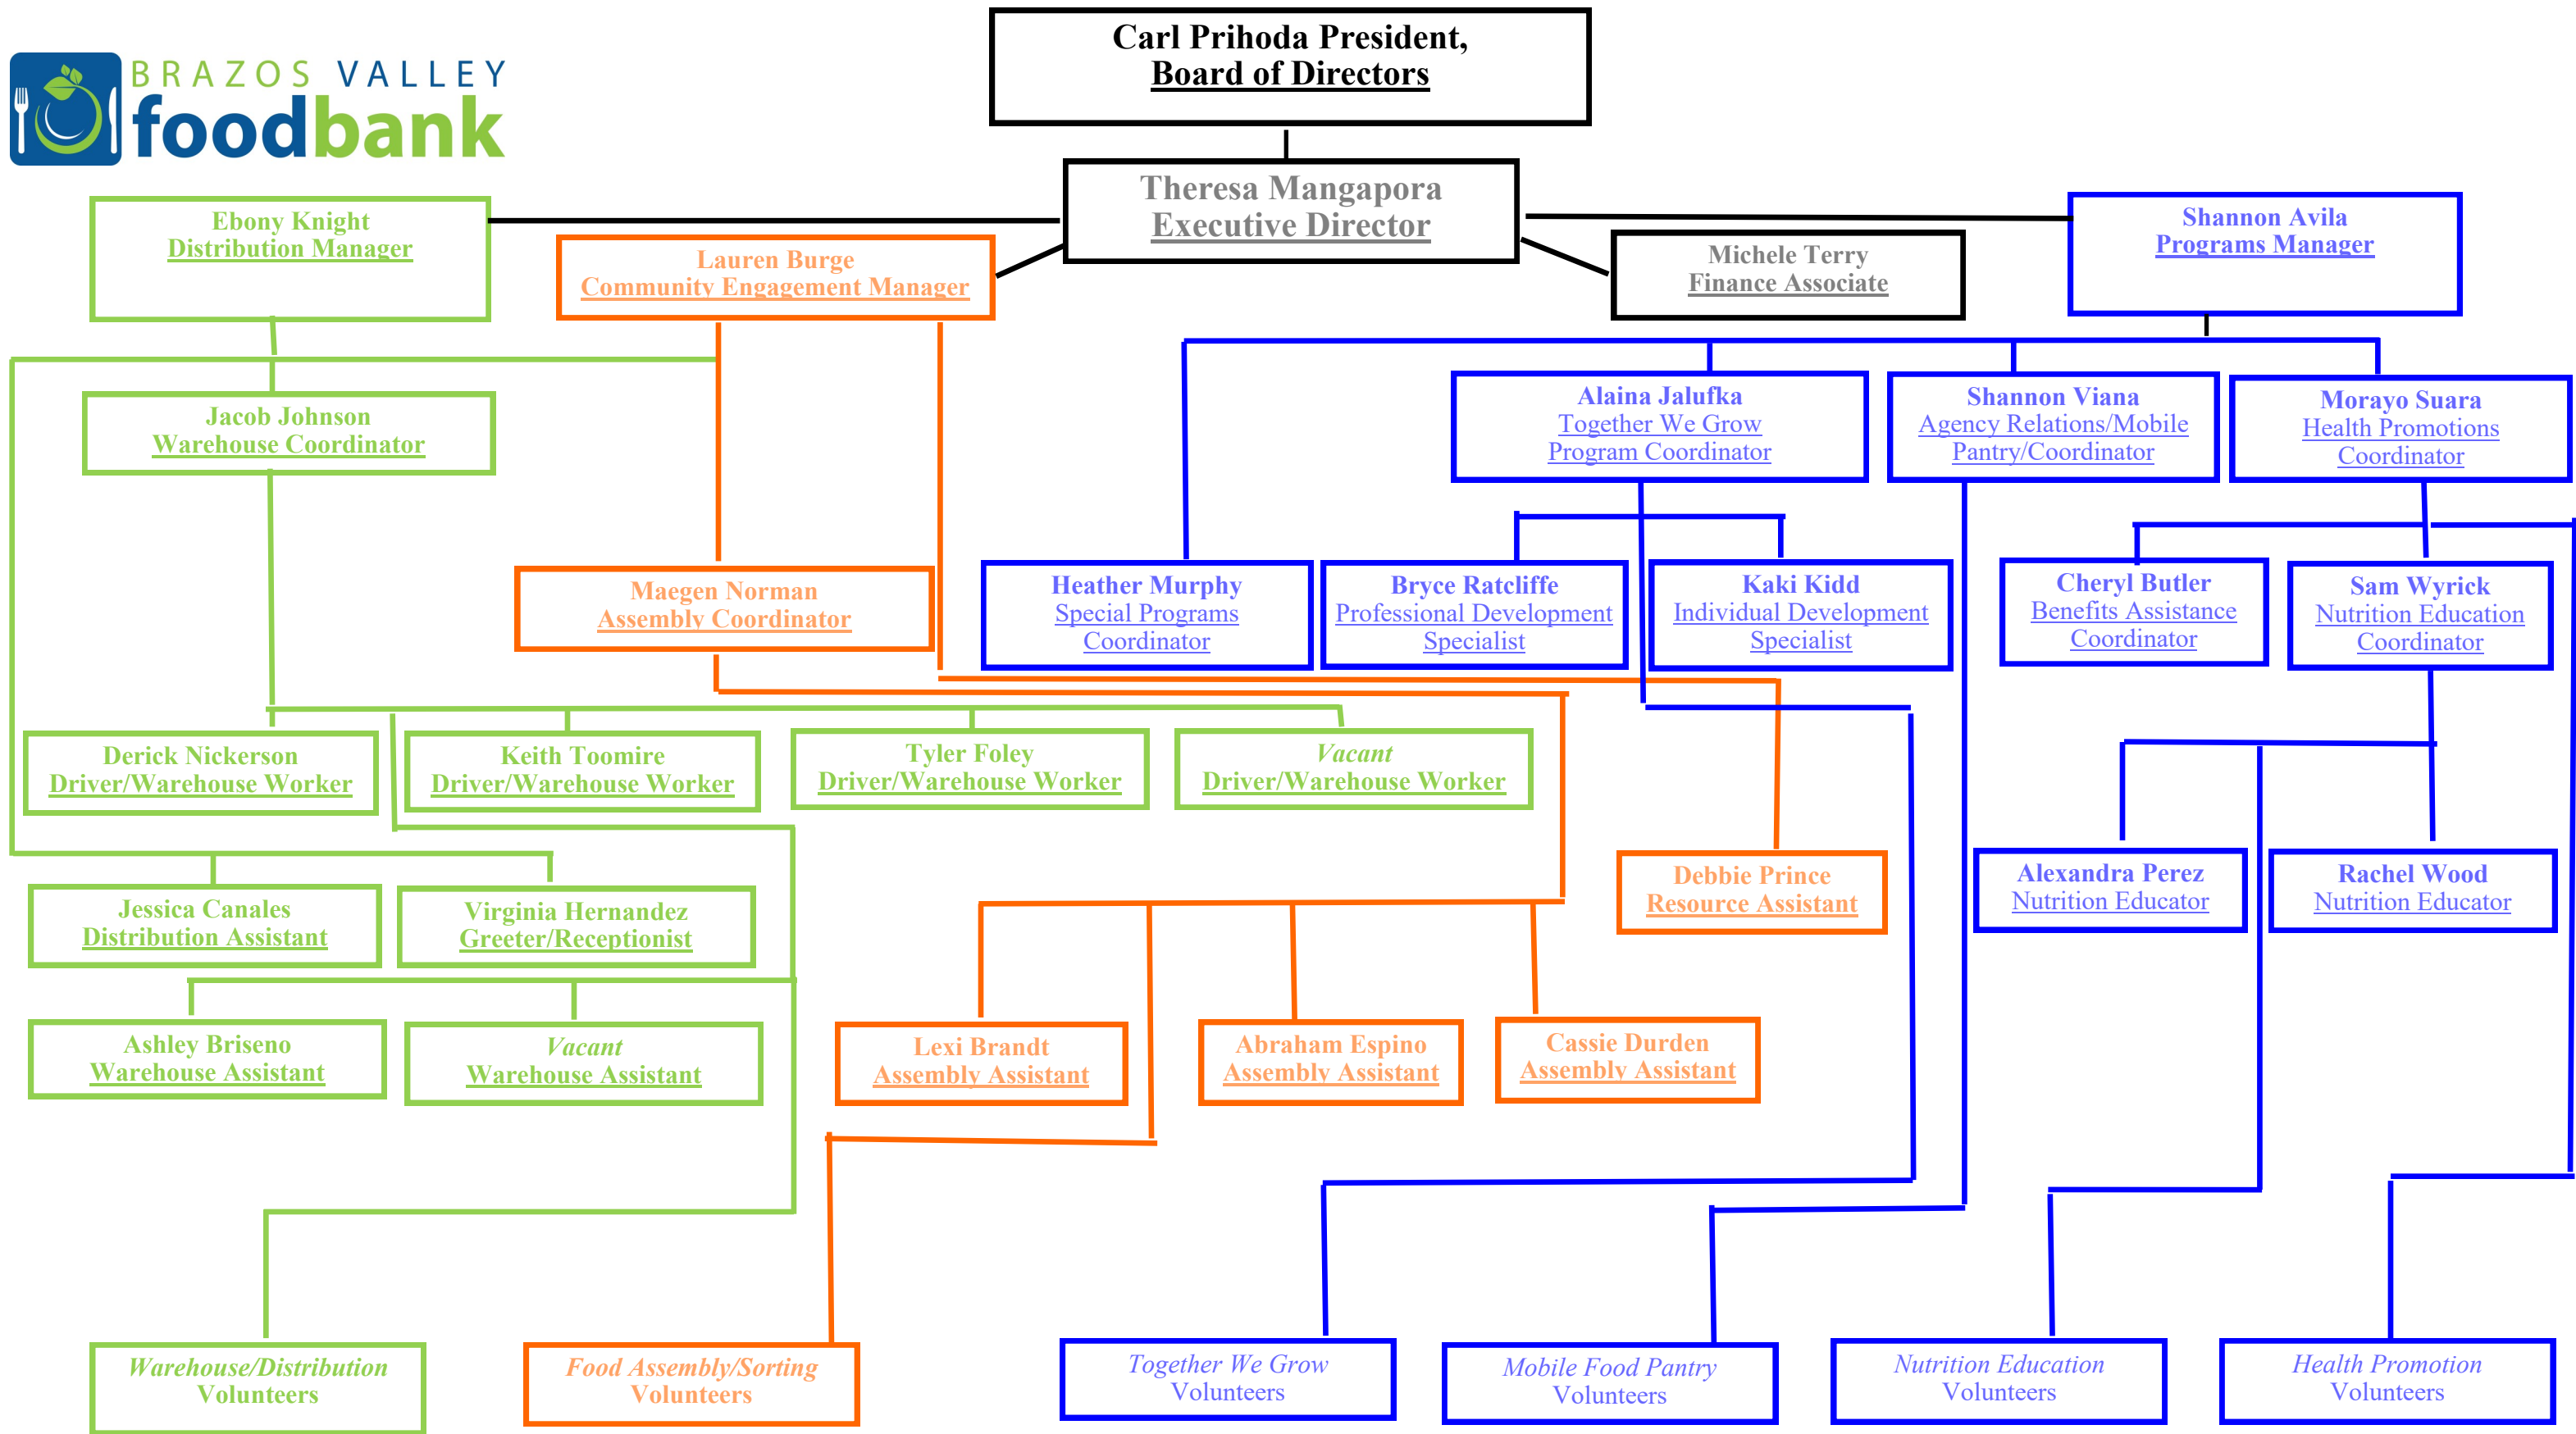 Carl Prihoda President,
Board of Directors
BRAZOS VALLEY
foodbank
Theresa Mangapora
Executive Director
Ebony Knight
Distribution Manager
Lauren Burge
Community Engagement Manager
Michele Terry
Finance Associate
Shannon Avila
Programs Manager
Jacob Johnson
Warehouse Coordinator
Alaina Jalufka
Together We Grow
Program Coordinator
Shannon Viana
Agency Relations/Mobile
Pantry/Coordinator
Morayo Suara
Health Promotions
Coordinator
Maegen Norman
Assembly Coordinator
Heather Murphy
Special Programs
Coordinator
Bryce Ratcliffe
Professional Development
Specialist
Kaki Kidd
Individual Development
Specialist
Cheryl Butler
Benefits Assistance
Coordinator
Sam Wyrick
Nutrition Education
Coordinator
Derick Nickerson
Driver/Warehouse Worker
Keith Toomire
Driver/Warehouse Worker
Tyler Foley
Driver/Warehouse Worker
Vacant
Driver/Warehouse Worker
Jessica Canales
Distribution Assistant
Virginia Hernandez
Greeter/Receptionist
Debbie Prince
Resource Assistant
Alexandra Perez
Nutrition Educator
Rachel Wood
Nutrition Educator
Ashley Briseno
Warehouse Assistant
Vacant
Warehouse Assistant
Lexi Brandt
Assembly Assistant
Abraham Espino
Assembly Assistant
Cassie Durden
Assembly Assistant
Warehouse/Distribution
Volunteers
Food Assembly/Sorting
Volunteers
Together We Grow
Volunteers
Mobile Food Pantry
Volunteers
Nutrition Education
Volunteers
Health Promotion
Volunteers